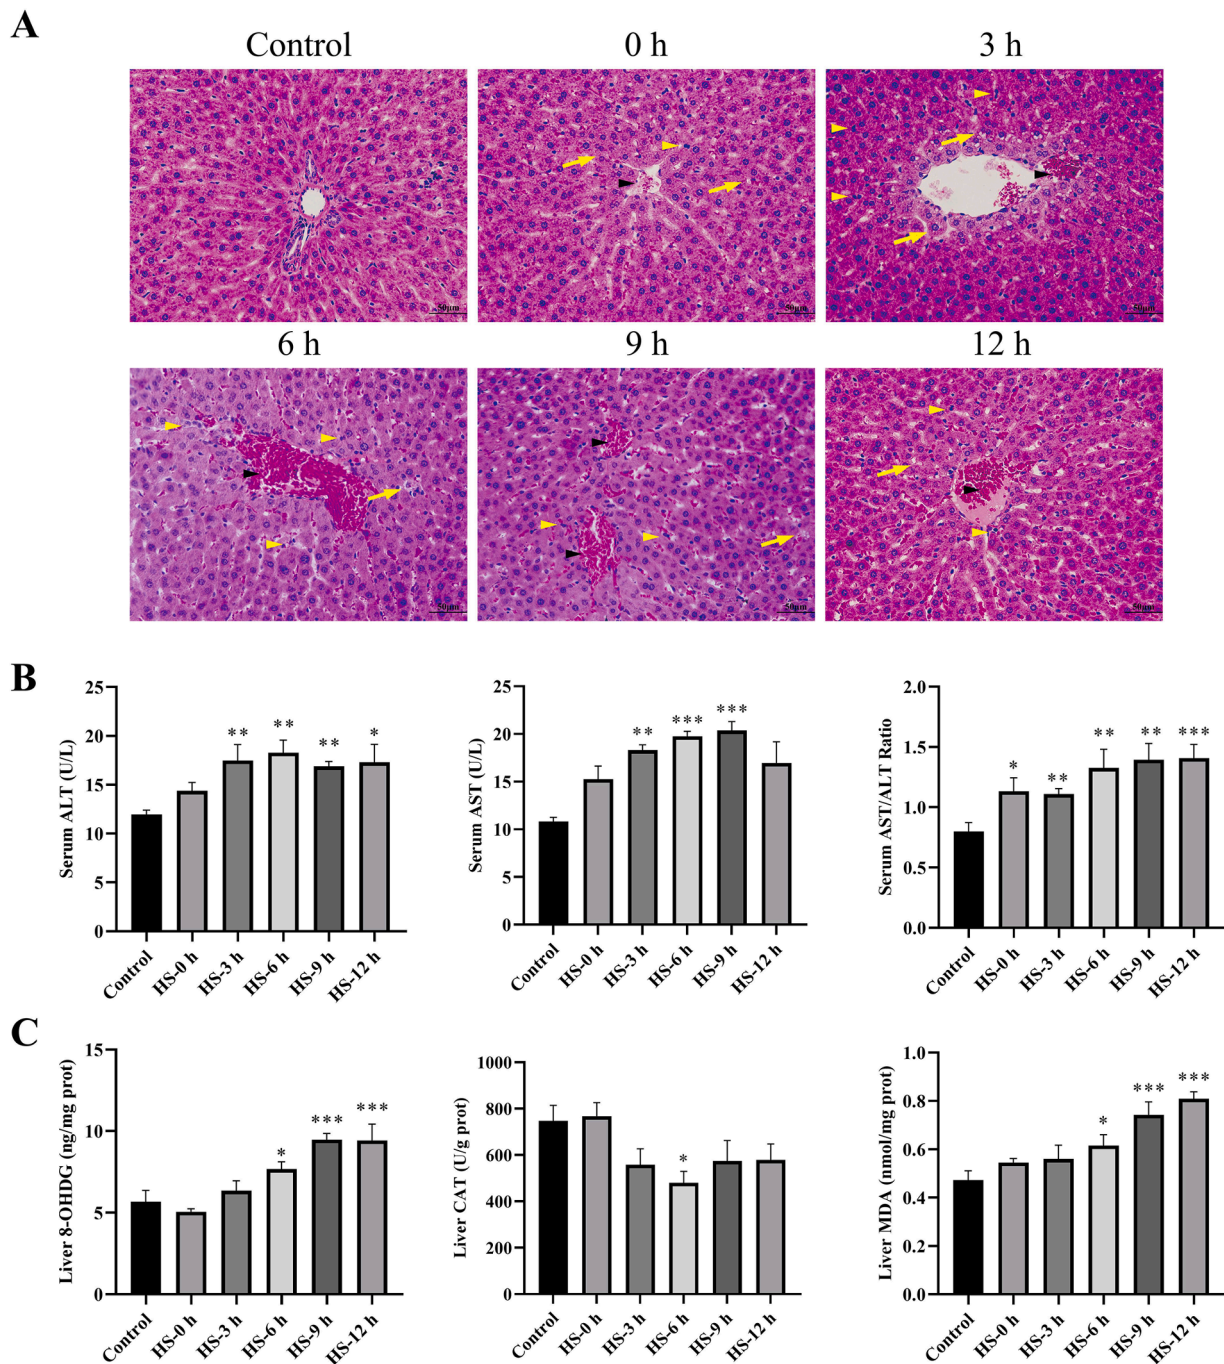 A
Control
0 h
3 h
50μm
50μm
50μm
6 h
9 h
12 h
50μm
50μm
50μm
B
Serum ALT (U/L)
25
20
15
10
5
0
** ** ** *
Control HS-0 h HS-3 h HS-6 h HS-9 h HS-12 h
Serum AST (U/L)
25
20
15
10
5
0
** *** ***
Control HS-0 h HS-3 h HS-6 h HS-9 h HS-12 h
Serum AST/ALT Ratio
2.0
1.5
1.0
0.5
0.0
* ** ** ** ***
Control HS-0 h HS-3 h HS-6 h HS-9 h HS-12 h
C
Liver 8-OHDG (ng/mg prot)
15
10
5
0
* *** ***
Control HS-0 h HS-3 h HS-6 h HS-9 h HS-12 h
Liver CAT (U/g prot)
1000
800
600
400
200
0
*
Control HS-0 h HS-3 h HS-6 h HS-9 h HS-12 h
Liver MDA (nmol/mg prot)
1.0
0.8
0.6
0.4
0.2
0.0
* *** ***
Control HS-0 h HS-3 h HS-6 h HS-9 h HS-12 h